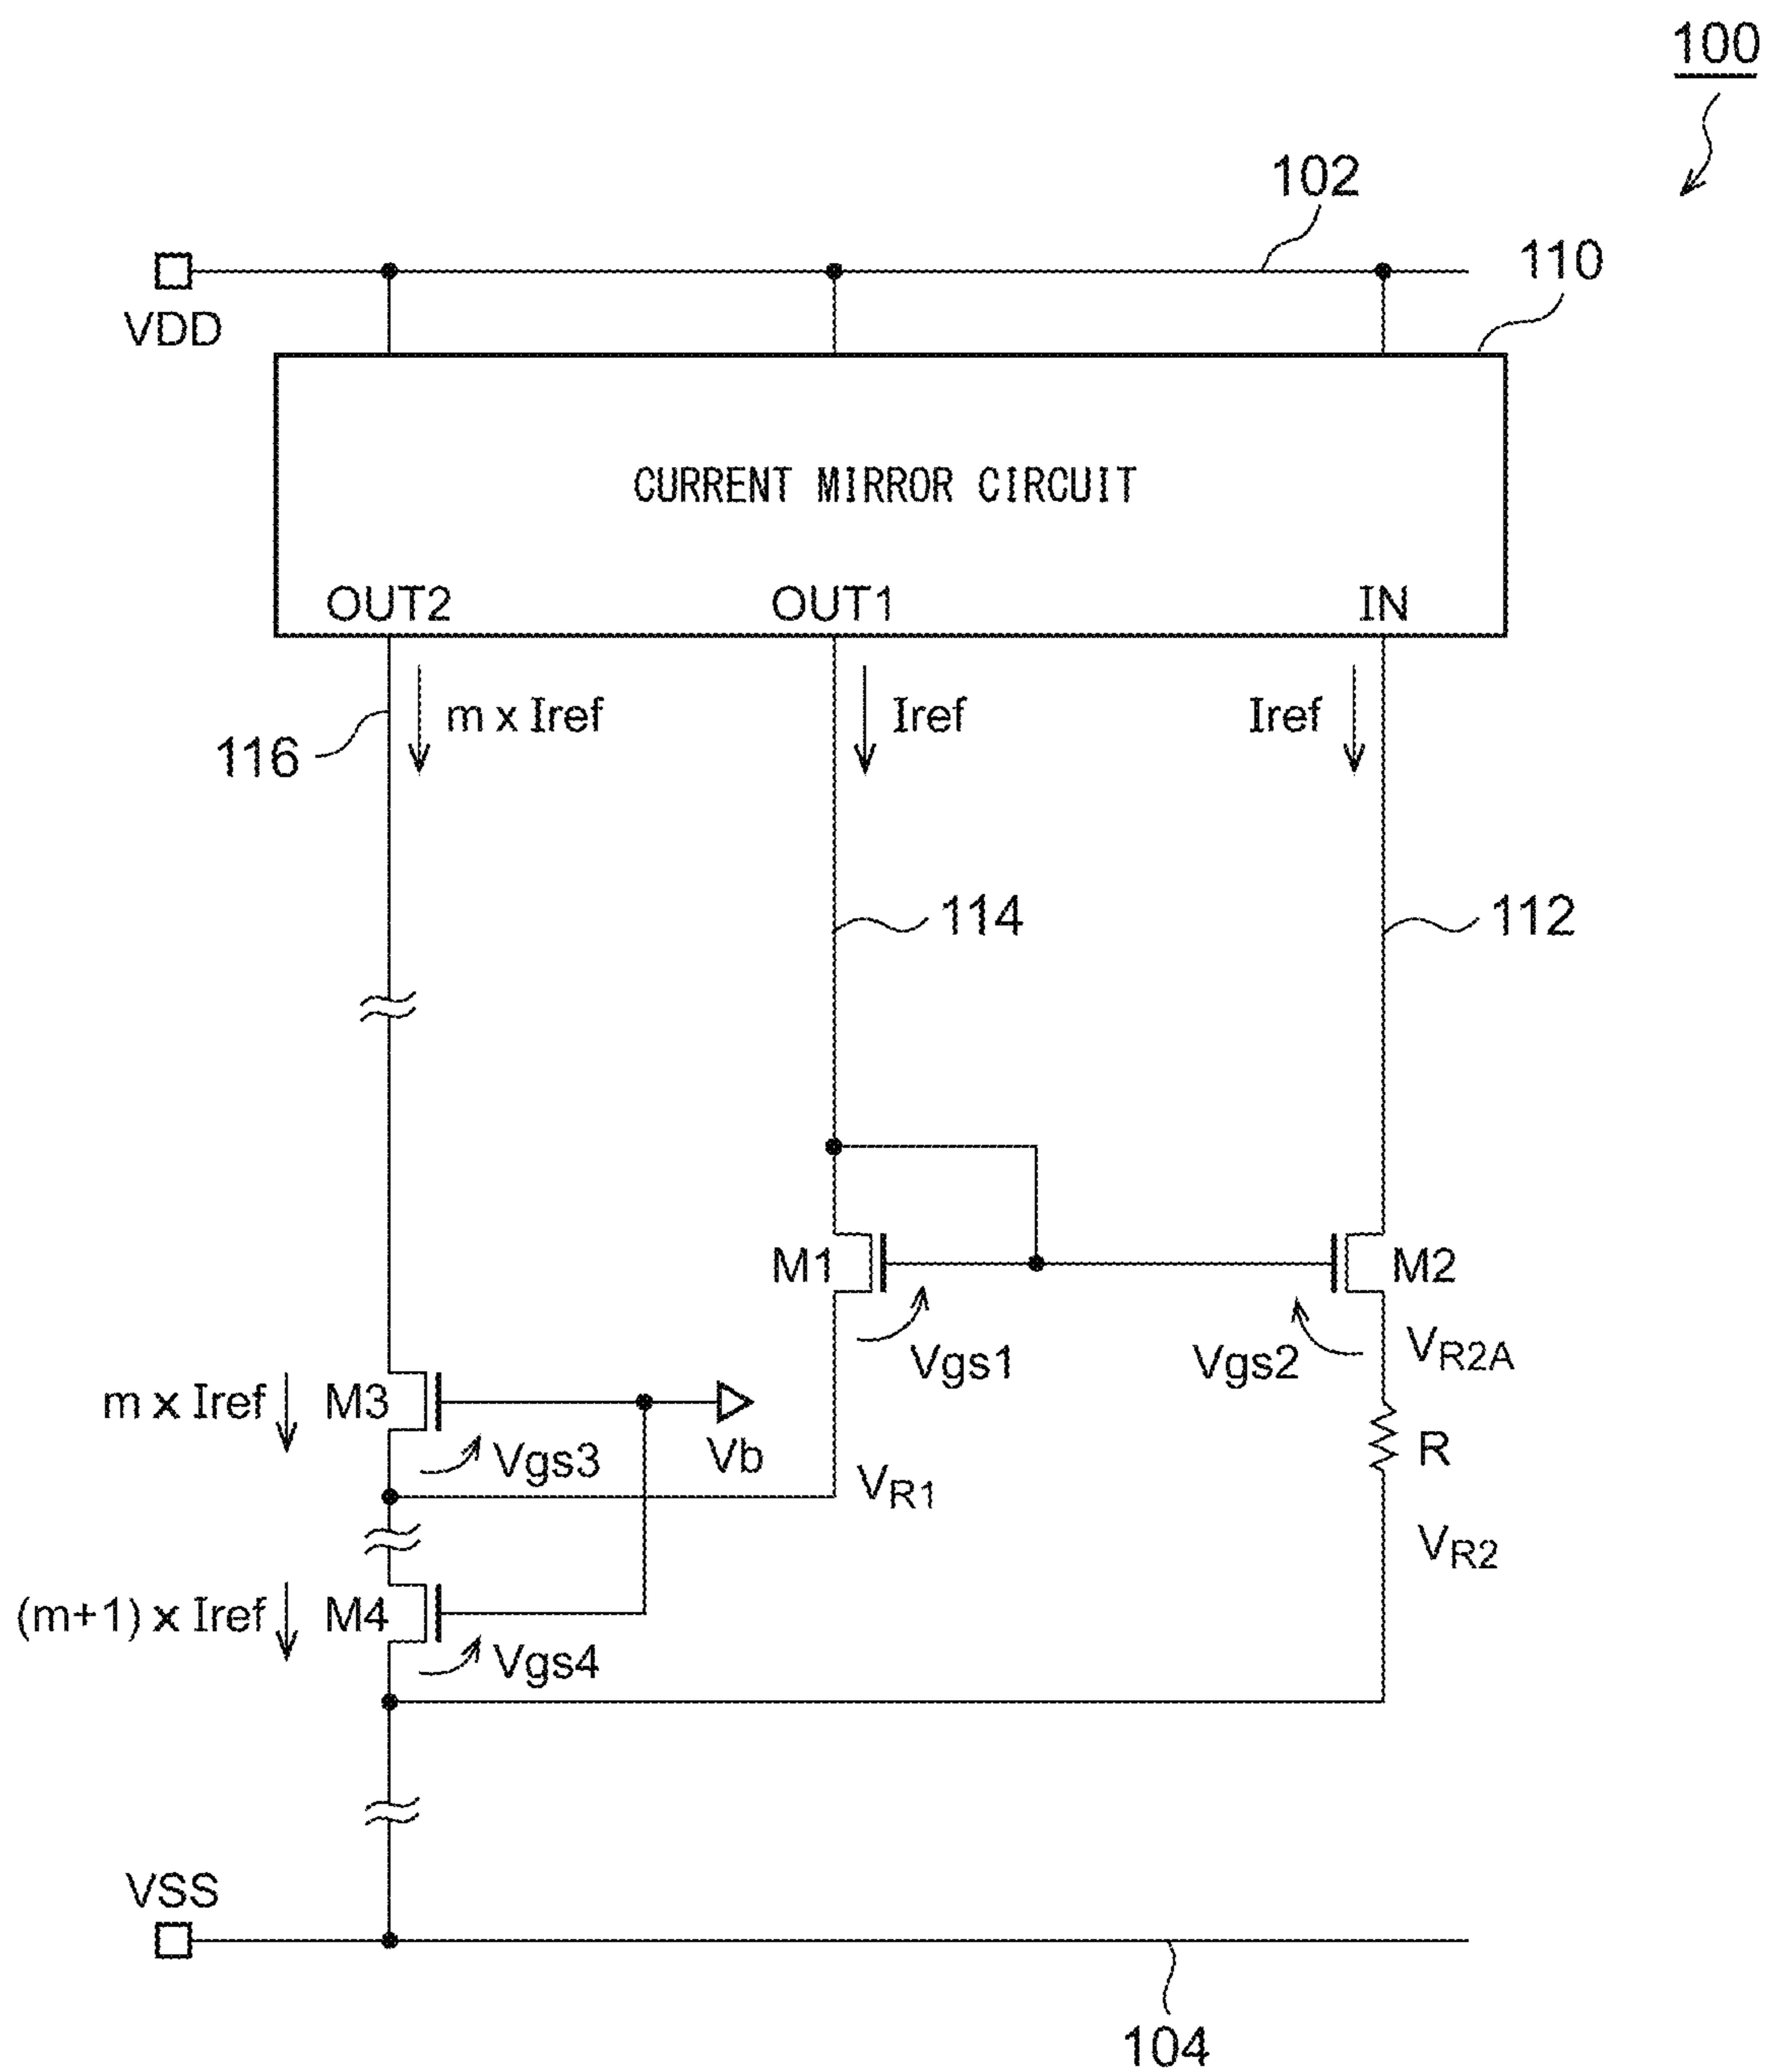 100
102
110
VDD
CURRENT MIRROR CIRCUIT
OUT2 OUT1 IN
m x Iref Iref Iref
116
114 112
M1 M2
Vgs1 Vgs2 VR2A
m x Iref M3
Vgs3 Vb VR1 R
VR2
(m+1) x Iref M4
Vgs4
VSS
104